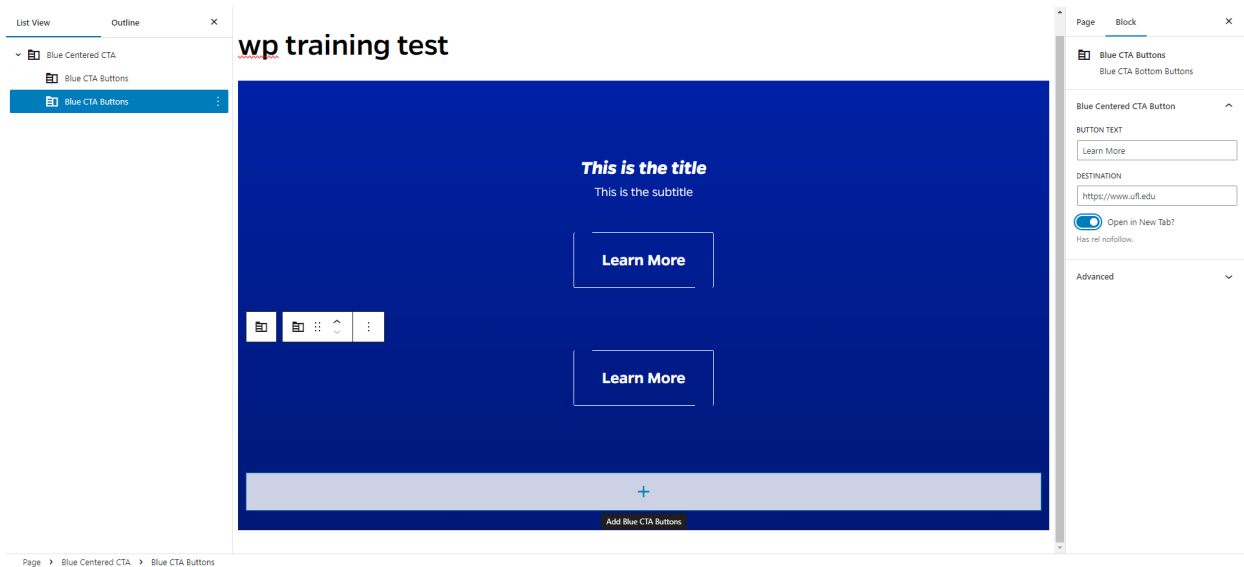 List View
Outline
Blue Centered CTA
Blue CTA Buttons
Blue CTA Buttons
wp training test
This is the title
This is the subtitle
Learn More
Learn More
Add Blue CTA Buttons
Page
Block
Blue CTA Buttons
Blue CTA Bottom Buttons
Blue Centered CTA Button
BUTTON TEXT
Learn More
DESTINATION
https://www.ufl.edu
Open in New Tab?
Has rel nofollow.
Advanced
Page > Blue Centered CTA > Blue CTA Buttons